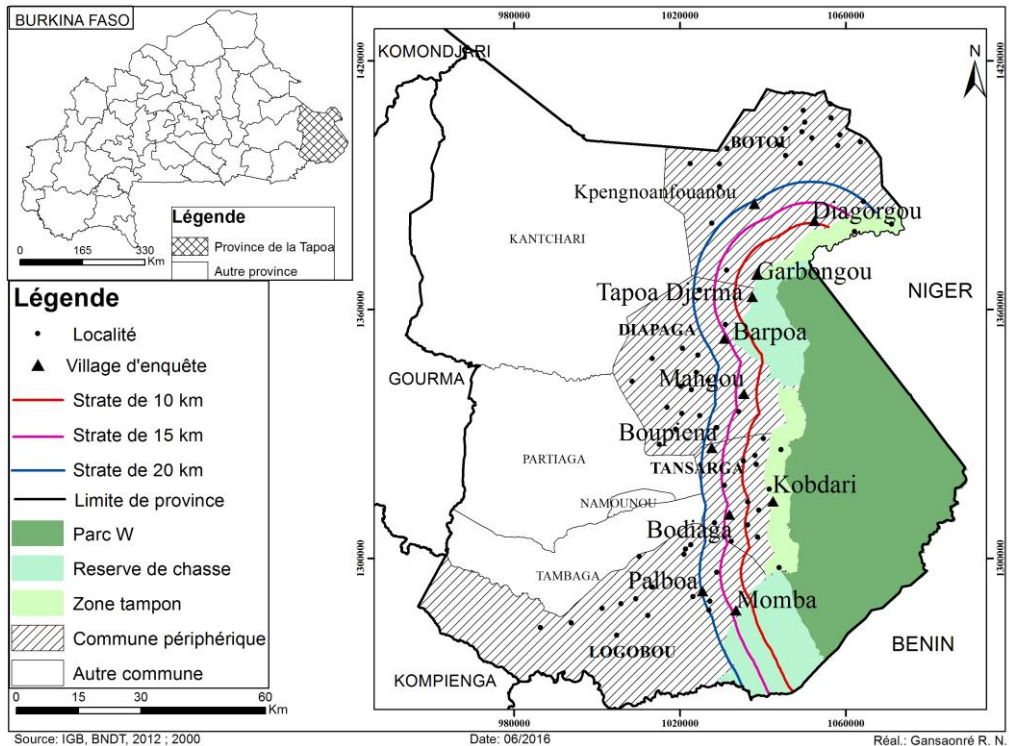 BURKINA FASO
Légende
Province de la Tapoa
Autre province
0 165 330
Km
Légende
Localité
Village d'enquête
Strate de 10 km
Strate de 15 km
Strate de 20 km
Limite de province
Parc W
Reserve de chasse
Zone tampon
Commune périphérique
Autre commune
0 15 30 60
Km
980000 1020000 1060000
N
1420000
1360000
1300000
KOMONDJARI
BOTOU
Kpengnoanfouanou
Diagorgou
KANTCHARI
Garbongou
Tapoa Djerma
NIGER
DIAPAGA
Barpoa
GOURMA
Mangou
Boupiena
PARTIAGA
TANSARGA
Kobdari
NAMOUNOU
Bodiaga
TAMBAGA
Palboa
Momba
LOGOBOU
BENIN
KOMPIENGA
1420000
1360000
1300000
980000 1020000 1060000
Source: IGB, BNDT, 2012 ; 2000
Date: 06/2016
Réal.: Gansaonré R. N.